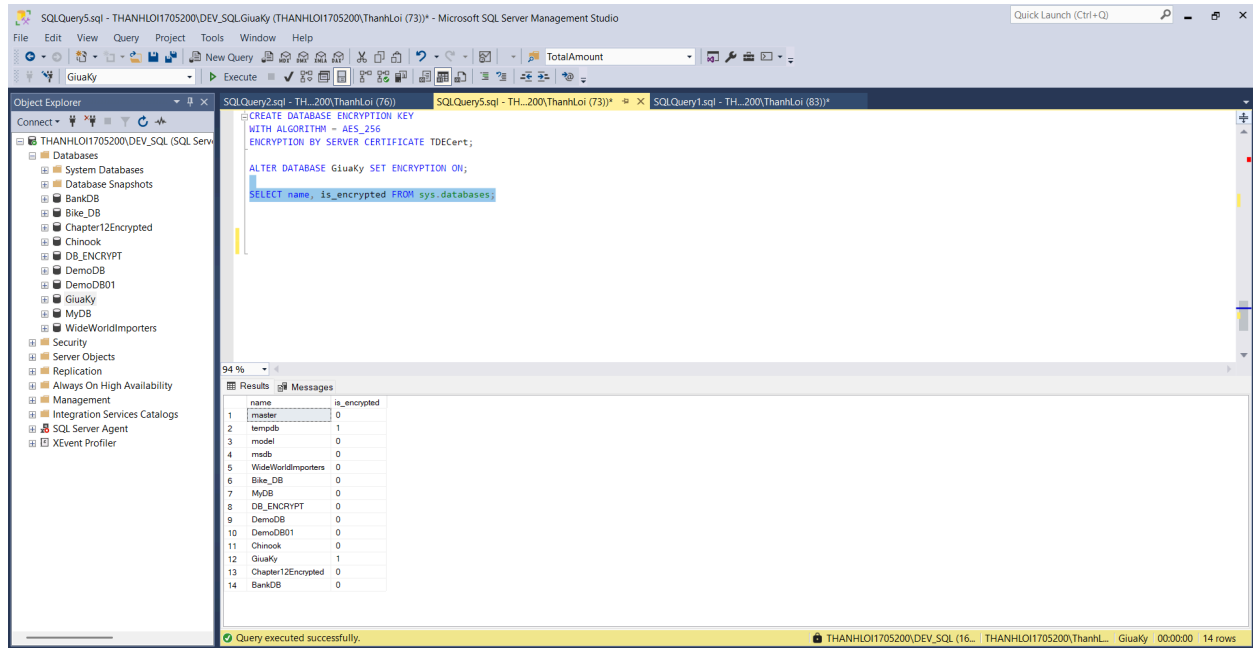 SQLQuery5.sql - THANHLOI1705200\DEV_SQL.GiuaKy (THANHLOI1705200\ThanhLoi (73))* - Microsoft SQL Server Management Studio
Quick Launch (Ctrl+Q)
File Edit View Query Project Tools Window Help
New Query
TotalAmount
GiuaKy
Execute
Object Explorer
SQLQuery2.sql - TH...200\ThanhLoi (76))
SQLQuery5.sql - TH...200\ThanhLoi (73))*
SQLQuery1.sql - TH...200\ThanhLoi (83))*
Connect
THANHLOI1705200\DEV_SQL (SQL Serv
Databases
System Databases
Database Snapshots
BankDB
Bike_DB
Chapter12Encrypted
Chinook
DB_ENCRYPT
DemoDB
DemoDB01
GiuaKy
MyDB
WideWorldImporters
Security
Server Objects
Replication
Always On High Availability
Management
Integration Services Catalogs
SQL Server Agent
XEvent Profiler
CREATE DATABASE ENCRYPTION KEY
WITH ALGORITHM = AES_256
ENCRYPTION BY SERVER CERTIFICATE TDECert;
ALTER DATABASE GiuaKy SET ENCRYPTION ON;
SELECT name, is_encrypted FROM sys.databases;
94 %
Results Messages
name is_encrypted
1 master 0
2 tempdb 1
3 model 0
4 msdb 0
5 WideWorldImporters 0
6 Bike_DB 0
7 MyDB 0
8 DB_ENCRYPT 0
9 DemoDB 0
10 DemoDB01 0
11 Chinook 0
12 GiuaKy 1
13 Chapter12Encrypted 0
14 BankDB 0
Query executed successfully.
THANHLOI1705200\DEV_SQL (16... THANHLOI1705200\ThanhL... GiuaKy 00:00:00 14 rows